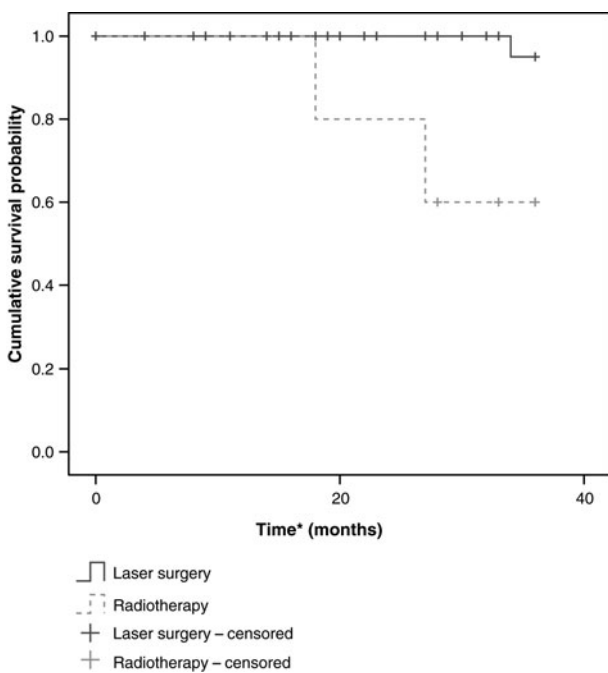 1.0
0.8
0.6
0.4
0.2
0.0
Cumulative survival probability
0 20 40
Time* (months)
Laser surgery
Radiotherapy
Laser surgery – censored
Radiotherapy – censored